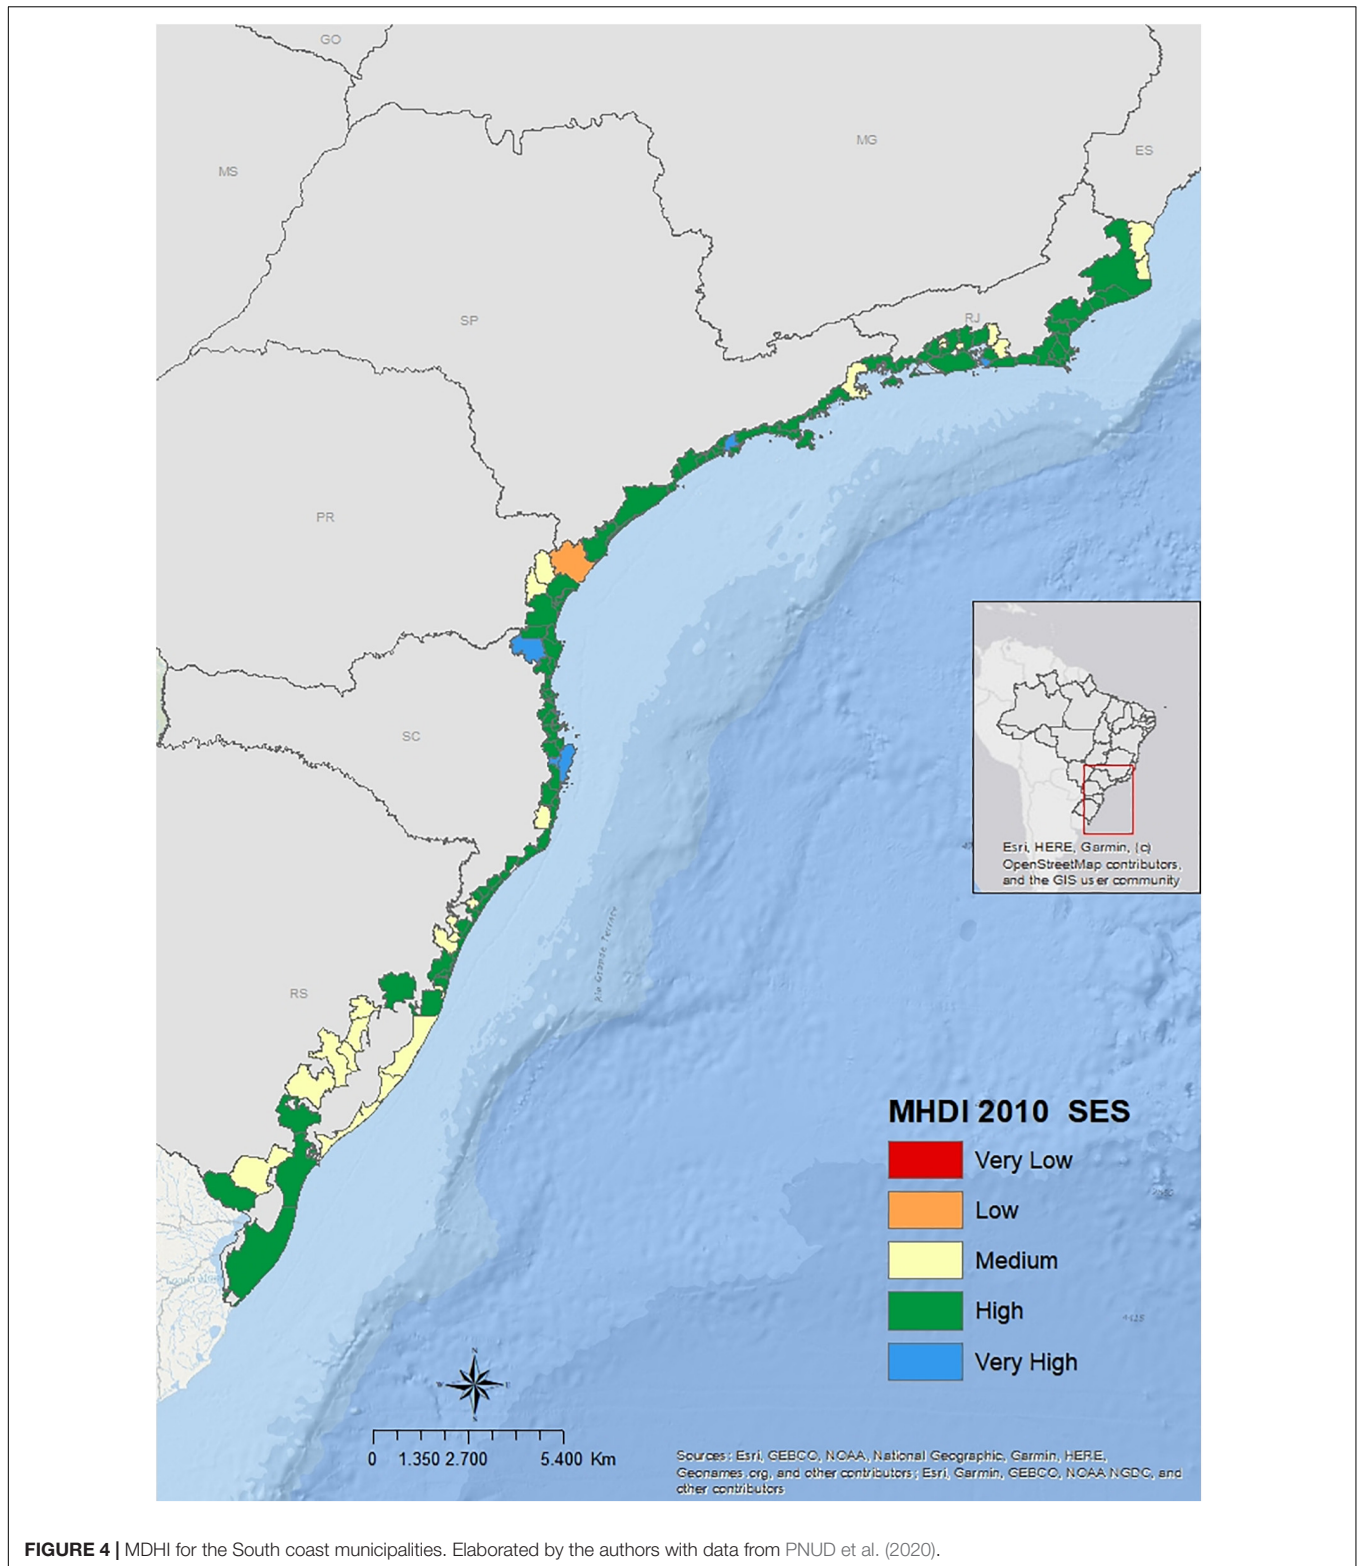 GO
MG
ES
MS
SP
RJ
PR
SC
RS
Rio Grande Terrace
Esri, HERE, Garmin, (c)
OpenStreetMap contributors,
and the GIS user community
MHDI 2010 SES
Very Low
Low
Medium
High
Very High
N
W E
S
0 1.350 2.700 5.400 Km
Sources: Esri, GEBCO, NOAA, National Geographic, Garmin, HERE,
Geonames.org, and other contributors; Esri, Garmin, GEBCO, NOAA NGDC, and
other contributors
FIGURE 4 | MDHI for the South coast municipalities. Elaborated by the authors with data from PNUD et al. (2020).